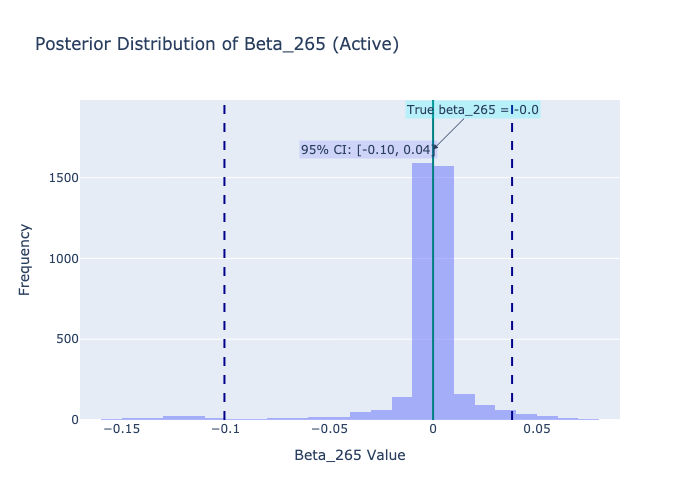 Posterior Distribution of Beta_265 (Active)
True beta_265 = -0.0
95% CI: [-0.10, 0.04]
1500
1000
500
0
Frequency
−0.15
−0.1
−0.05
0
0.05
Beta_265 Value